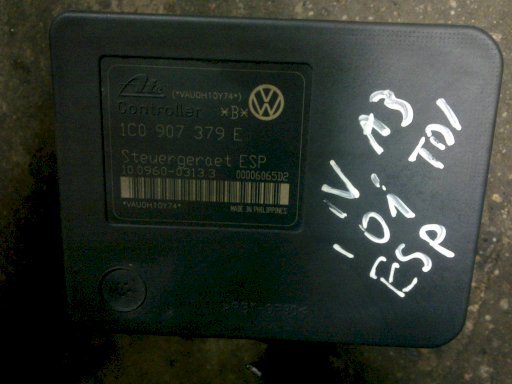 Ate (*VAUOH10Y74*)
Controller *B*
1C0 907 379 E
Steuergeraet ESP
10.0960-0313.3 00006065D2
*VAUOH10Y74*
MADE IN PHILIPPINES
IV A3
01. TDI
ESP